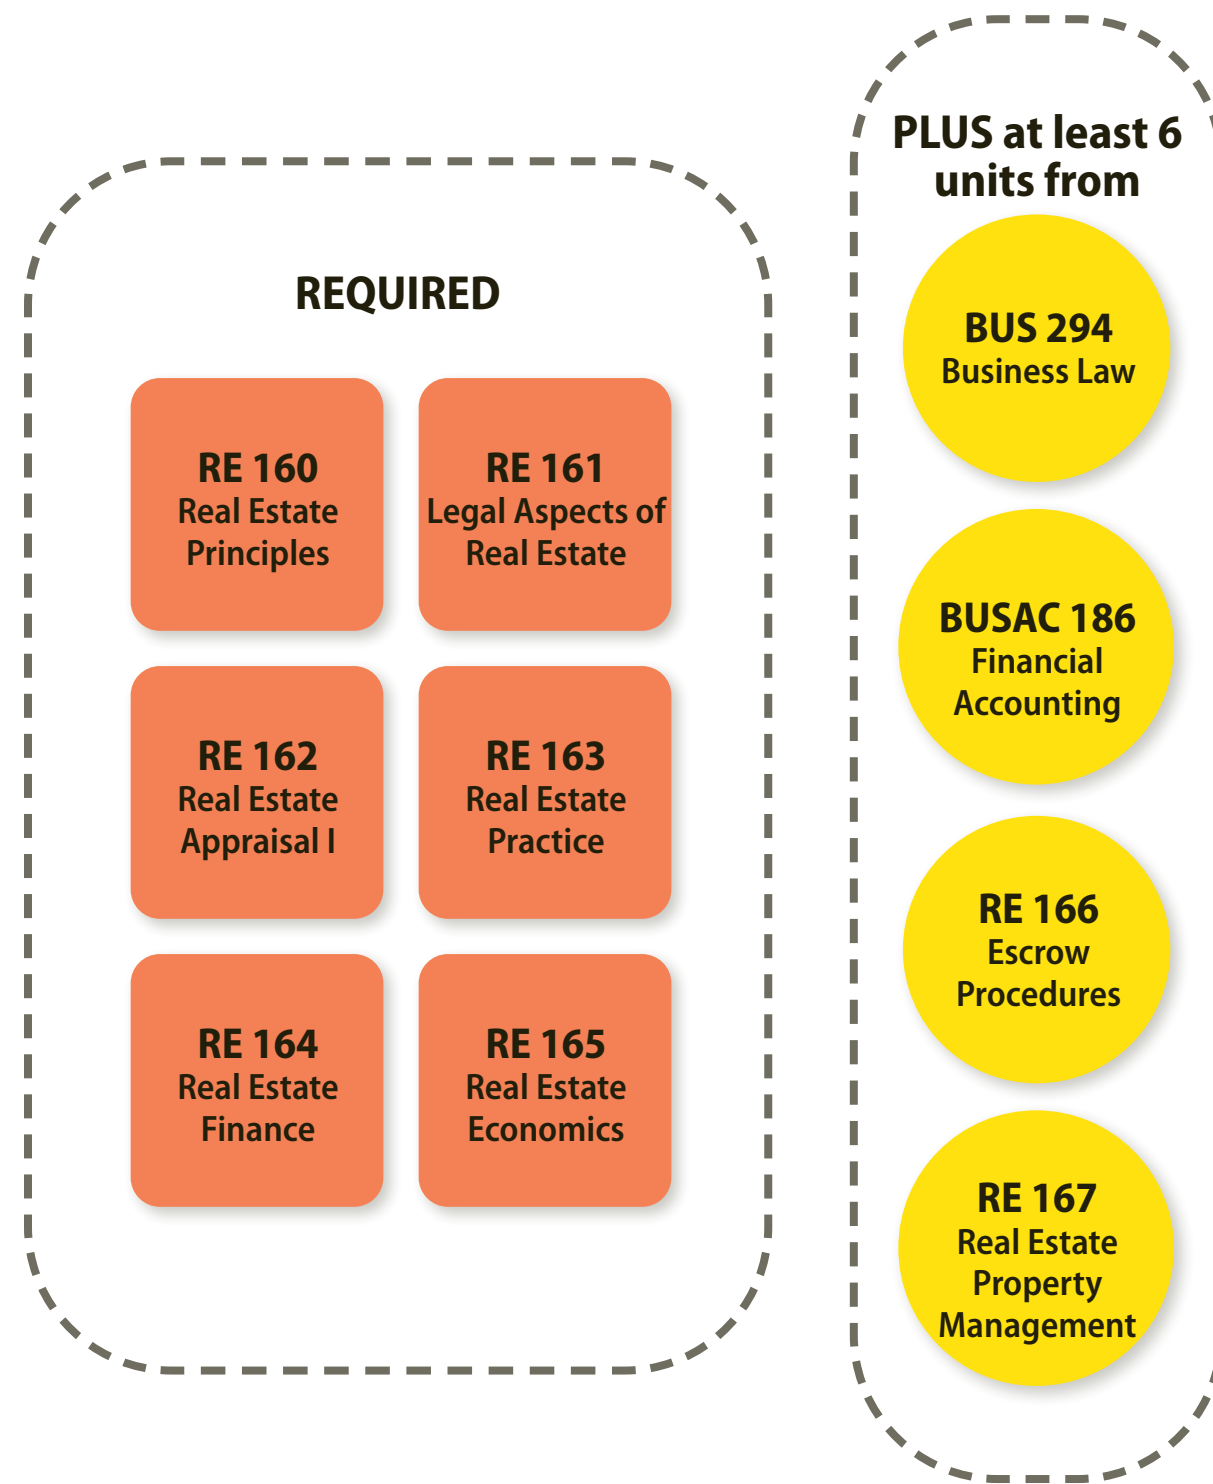 REQUIRED
RE 160
Real Estate
Principles
RE 161
Legal Aspects of
Real Estate
RE 162
Real Estate
Appraisal I
RE 163
Real Estate
Practice
RE 164
Real Estate
Finance
RE 165
Real Estate
Economics
PLUS at least 6
units from
BUS 294
Business Law
BUSAC 186
Financial
Accounting
RE 166
Escrow
Procedures
RE 167
Real Estate
Property
Management